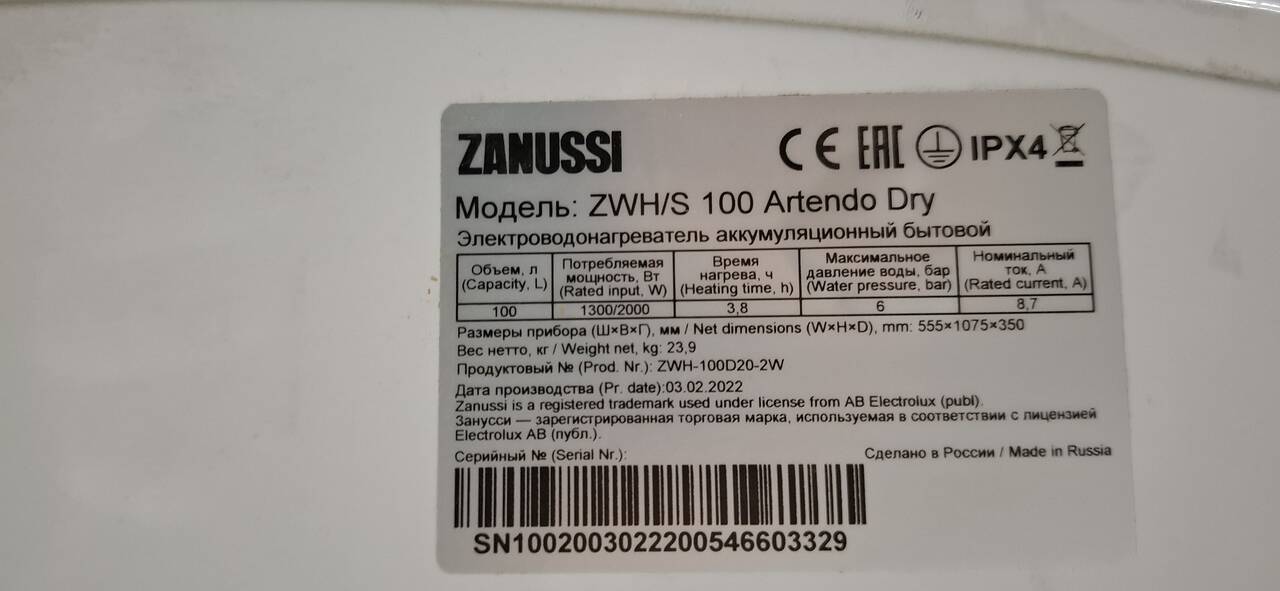 ZANUSSI
CE EAC IPX4
Модель: ZWH/S 100 Artendo Dry
Электроводонагреватель аккумуляционный бытовой
Объем, л (Capacity, L)
Потребляемая мощность, Вт (Rated input, W)
Время нагрева, ч (Heating time, h)
Максимальное давление воды, бар (Water pressure, bar)
Номинальный ток, А (Rated current, A)
100 1300/2000 3,8 6 8,7
Размеры прибора (Ш×В×Г), мм / Net dimensions (W×H×D), mm: 555×1075×350
Вес нетто, кг / Weight net, kg: 23,9
Продуктовый № (Prod. Nr.): ZWH-100D20-2W
Дата производства (Pr. date):03.02.2022
Zanussi is a registered trademark used under license from AB Electrolux (publ).
Занусси — зарегистрированная торговая марка, используемая в соответствии с лицензией
Electrolux AB (публ.).
Серийный № (Serial Nr.):
Сделано в России / Made in Russia
SN1002003022200546603329